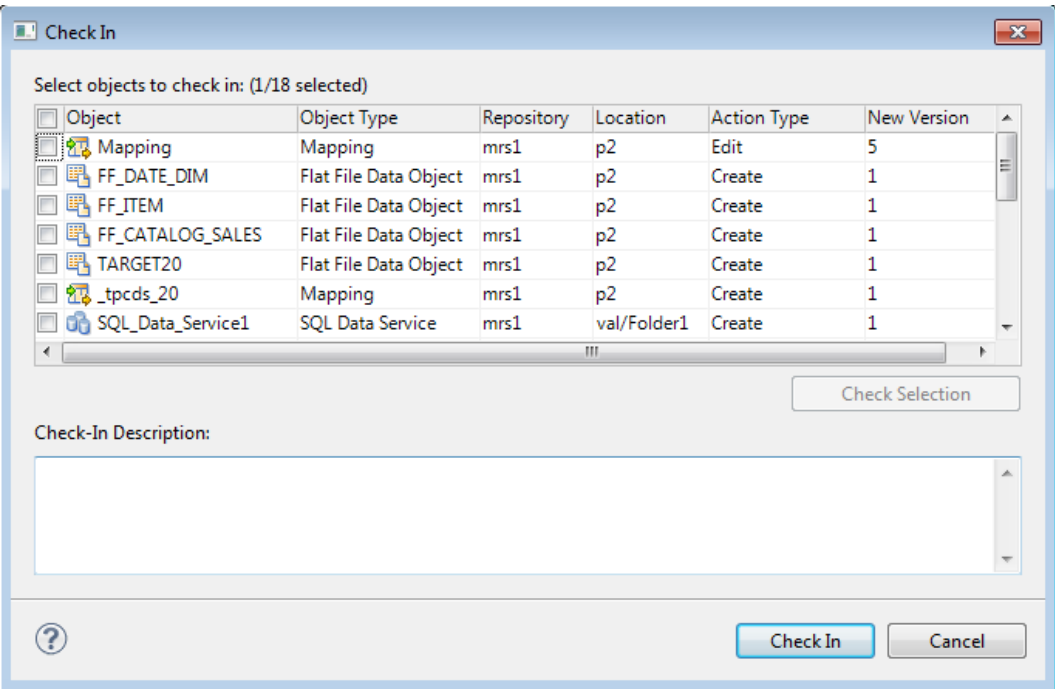 Check In
Select objects to check in: (1/18 selected)
Object Object Type Repository Location Action Type New Version
Mapping Mapping mrs1 p2 Edit 5
FF_DATE_DIM Flat File Data Object mrs1 p2 Create 1
FF_ITEM Flat File Data Object mrs1 p2 Create 1
FF_CATALOG_SALES Flat File Data Object mrs1 p2 Create 1
TARGET20 Flat File Data Object mrs1 p2 Create 1
_tpcds_20 Mapping mrs1 p2 Create 1
SQL_Data_Service1 SQL Data Service mrs1 val/Folder1 Create 1
Check Selection
Check-In Description:
Check In Cancel